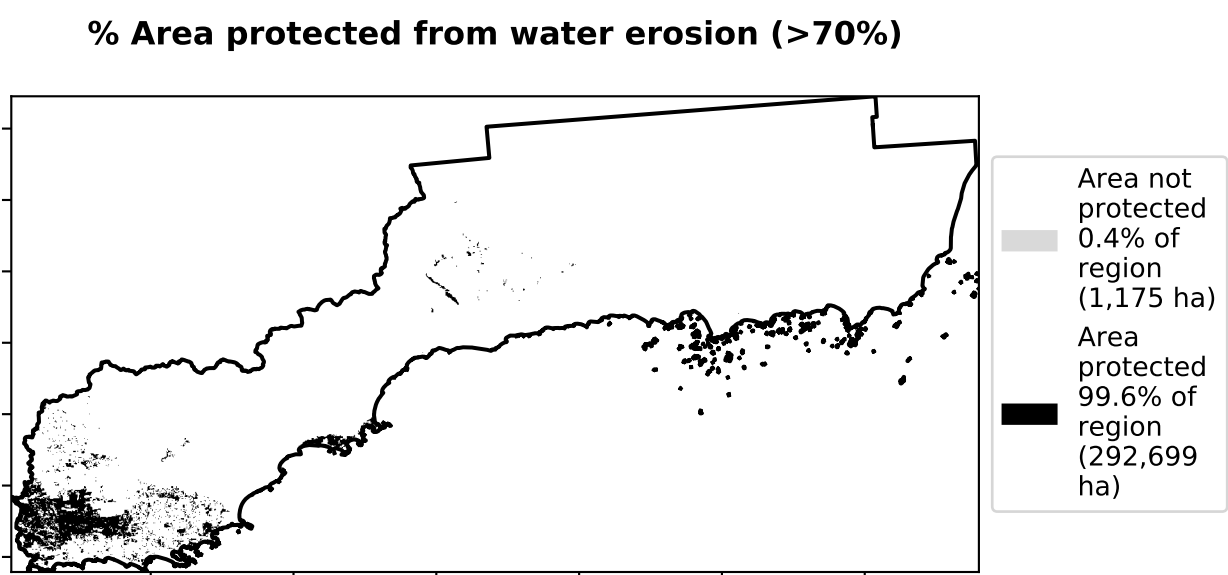 % Area protected from water erosion (>70%)
Area not
protected
0.4% of
region
(1,175 ha)
Area
protected
99.6% of
region
(292,699
ha)